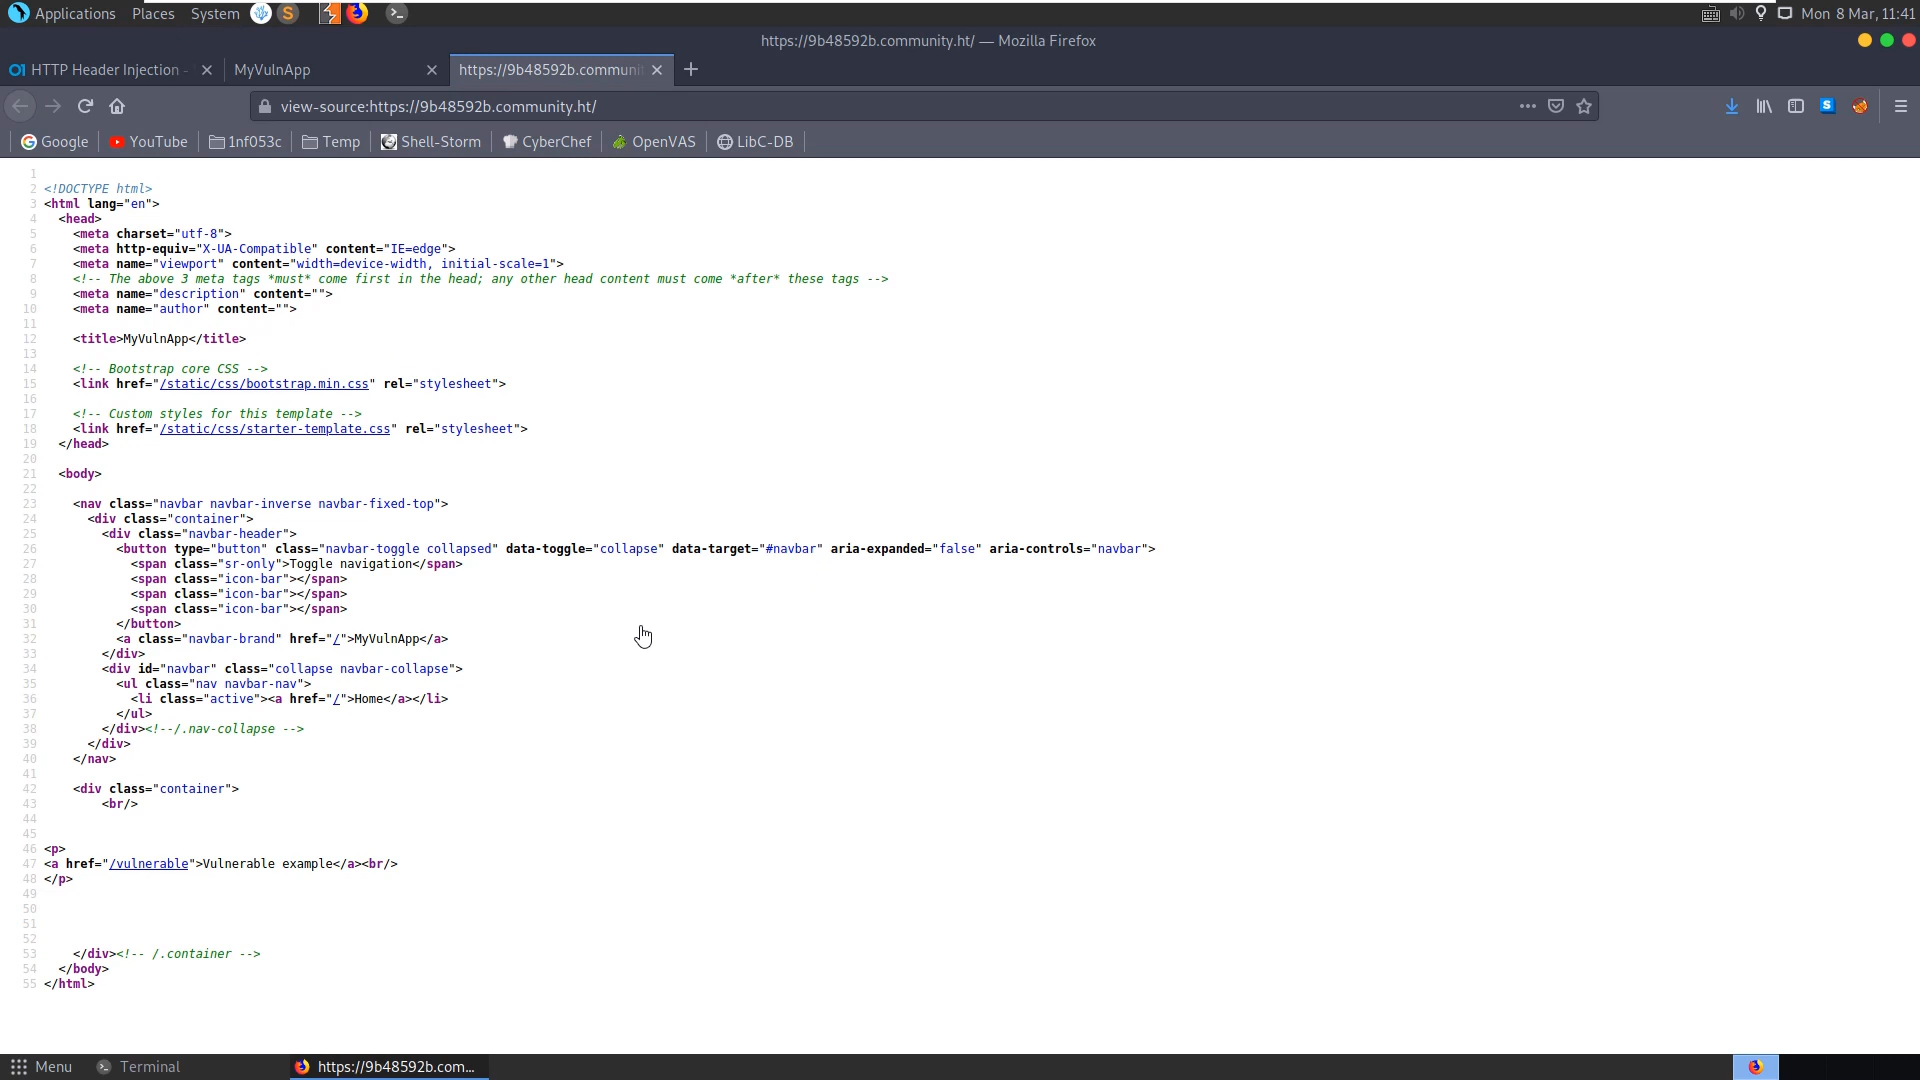 Applications Places System Mon 8 Mar, 11:41
https://9b48592b.community.ht/ — Mozilla Firefox
HTTP Header Injection - MyVulnApp https://9b48592b.communi
view-source:https://9b48592b.community.ht/
Google YouTube 1nf053c Temp Shell-Storm CyberChef OpenVAS LibC-DB
1
2 <!DOCTYPE html>
3 <html lang="en">
4 <head>
5 <meta charset="utf-8">
6 <meta http-equiv="X-UA-Compatible" content="IE=edge">
7 <meta name="viewport" content="width=device-width, initial-scale=1">
8 <!-- The above 3 meta tags *must* come first in the head; any other head content must come *after* these tags -->
9 <meta name="description" content="">
10 <meta name="author" content="">
11
12 <title>MyVulnApp</title>
13
14 <!-- Bootstrap core CSS -->
15 <link href="/static/css/bootstrap.min.css" rel="stylesheet">
16
17 <!-- Custom styles for this template -->
18 <link href="/static/css/starter-template.css" rel="stylesheet">
19 </head>
20
21 <body>
22
23 <nav class="navbar navbar-inverse navbar-fixed-top">
24 <div class="container">
25 <div class="navbar-header">
26 <button type="button" class="navbar-toggle collapsed" data-toggle="collapse" data-target="#navbar" aria-expanded="false" aria-controls="navbar">
27 <span class="sr-only">Toggle navigation</span>
28 <span class="icon-bar"></span>
29 <span class="icon-bar"></span>
30 <span class="icon-bar"></span>
31 </button>
32 <a class="navbar-brand" href="/">MyVulnApp</a>
33 </div>
34 <div id="navbar" class="collapse navbar-collapse">
35 <ul class="nav navbar-nav">
36 <li class="active"><a href="/">Home</a></li>
37 </ul>
38 </div><!--/.nav-collapse -->
39 </div>
40 </nav>
41
42 <div class="container">
43 <br/>
44
45
46 <p>
47 <a href="/vulnerable">Vulnerable example</a><br/>
48 </p>
49
50
51
52
53 </div><!-- /.container -->
54 </body>
55 </html>
Menu Terminal https://9b48592b.com...